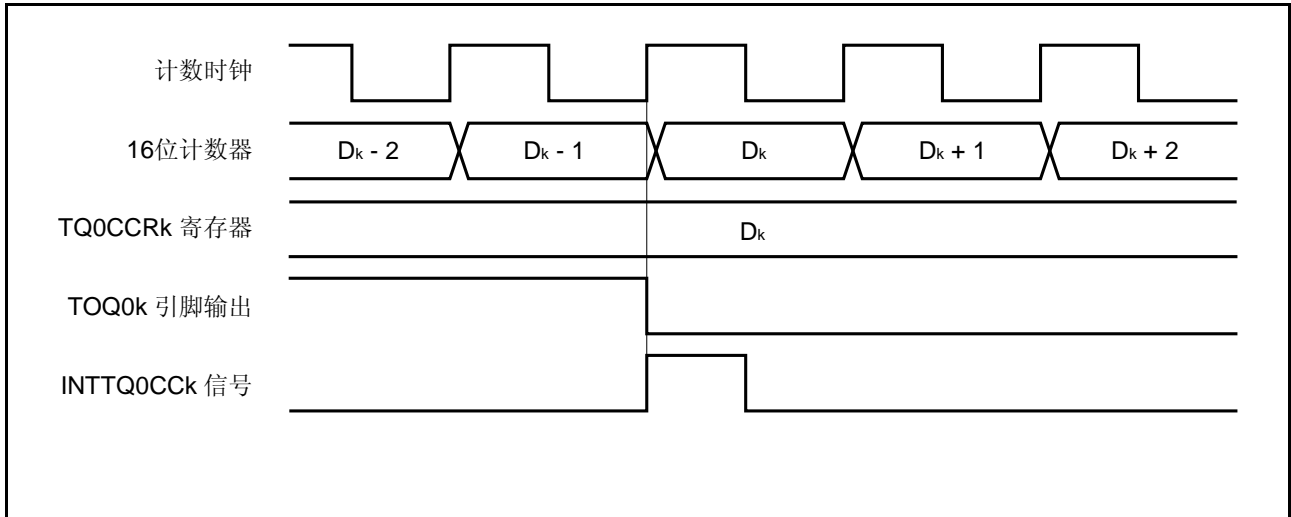 计数时钟
16位计数器 Dk - 2 Dk - 1 Dk Dk + 1 Dk + 2
TQ0CCRk 寄存器 Dk
TOQ0k 引脚输出
INTTQ0CCk 信号